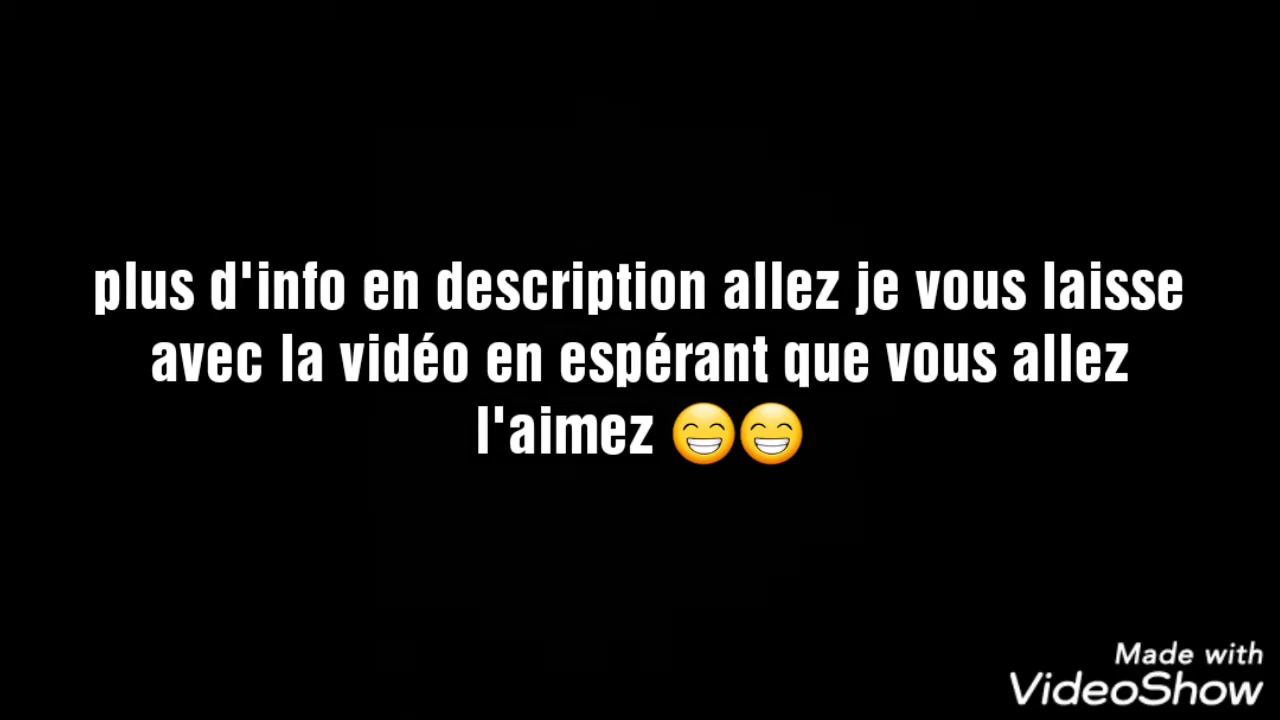 plus d'info en description allez je vous laisse
avec la vidéo en espérant que vous allez
l'aimez 😁😁
Made with
VideoShow